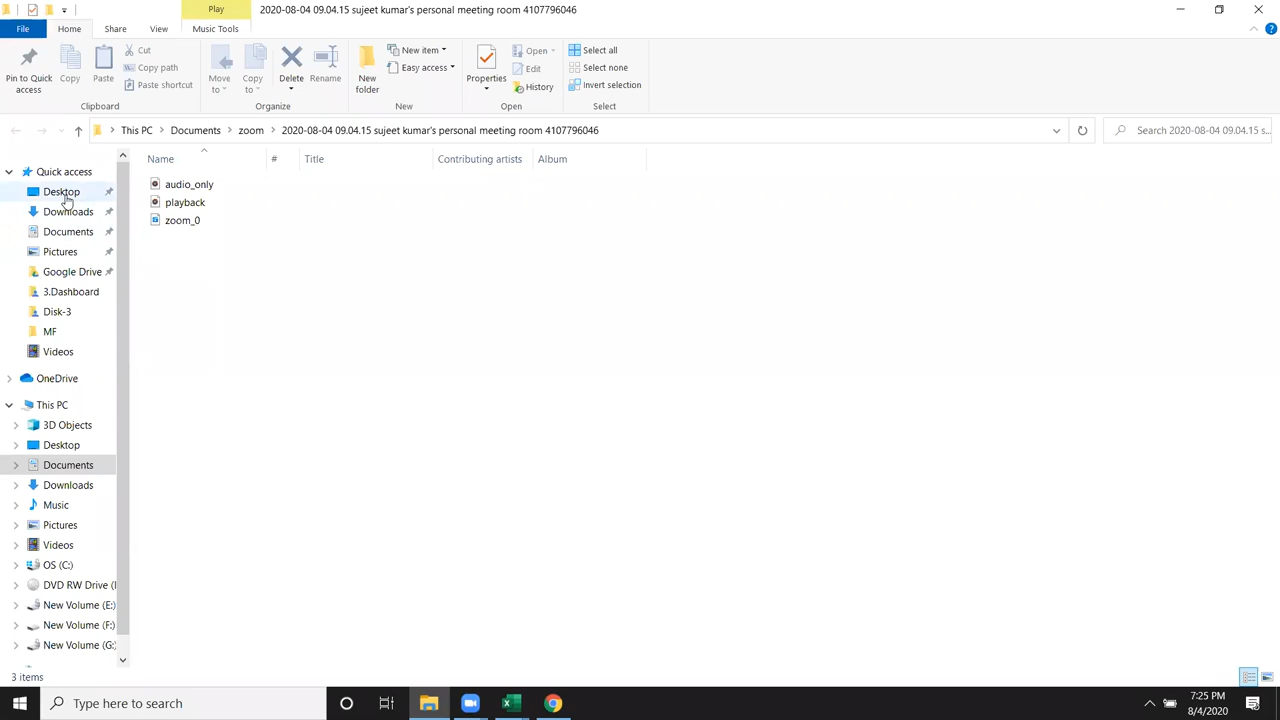 Play
2020-08-04 09.04.15 sujeet kumar's personal meeting room 4107796046
File
Home
Share
View
Music Tools
Pin to Quick access
Copy
Paste
Cut
Copy path
Paste shortcut
Clipboard
Move to
Copy to
Delete
Rename
Organize
New folder
New item
Easy access
New
Properties
Open
Edit
History
Open
Select all
Select none
Invert selection
Select
This PC > Documents > zoom > 2020-08-04 09.04.15 sujeet kumar's personal meeting room 4107796046
Search 2020-08-04 09.04.15 s...
Name
#
Title
Contributing artists
Album
audio_only
playback
zoom_0
Quick access
Desktop
Downloads
Documents
Pictures
Google Drive
3.Dashboard
Disk-3
MF
Videos
OneDrive
This PC
3D Objects
Desktop
Documents
Downloads
Music
Pictures
Videos
OS (C:)
DVD RW Drive (
New Volume (E:)
New Volume (F:)
New Volume (G:)
3 items
Type here to search
7:25 PM
8/4/2020